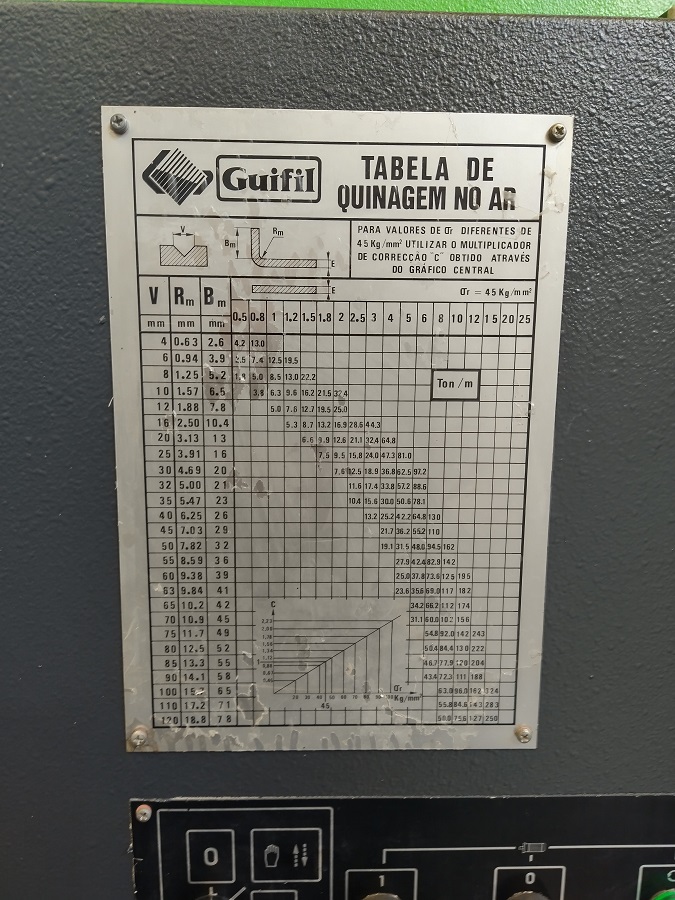 Guifil
TABELA DE
QUINAGEM NO AR
V
Rm
Bm
E
E
PARA VALORES DE σr DIFERENTES DE
45 Kg/mm² UTILIZAR O MULTIPLICADOR
DE CORRECÇÃO "C" OBTIDO ATRAVÉS
DO GRÁFICO CENTRAL
σr = 45 Kg/mm²
V Rm Bm
mm mm mm
0.5 0.8 1 1.2 1.5 1.8 2 2.5 3 4 5 6 8 10 12 15 20 25
Ton/m
4 0.63 2.6 4.2 13.0
6 0.94 3.9 7.4 12.5 19.5
8 1.25 5.2 5.0 8.5 13.0 22.2
10 1.57 6.5 3.8 6.3 9.6 16.2 21.5
12 1.88 7.8 5.0 7.6 12.7 19.5 25.0
16 2.50 10.4 5.3 8.7 13.2 16.9 28.6 44.3
20 3.13 13 6.6 9.9 12.6 21.1 32.4 64.8
25 3.91 16 7.5 9.5 15.8 24.0 47.3 81.0
30 4.69 20 7.6 12.5 18.9 36.8 62.5 97.2
32 5.00 21 11.6 17.4 33.8 57.2 88.6
35 5.47 23 10.4 15.6 30.0 50.6 78.1
40 6.25 26 13.2 25.2 42.2 64.8 130
45 7.03 29 21.7 36.2 55.2 110
50 7.82 32 19.1 31.5 48.0 94.5 162
55 8.59 36 27.9 42.4 82.9 142
60 9.38 39 25.0 37.8 73.6 125 195
63 9.84 41 23.6 35.6 69.0 117 182
65 10.2 42 34.2 66.2 112 174
70 10.9 45 31.1 60.0 156
75 11.7 49 54.8 92.0 142 243
80 12.5 52 50.4 84.4 130 222
85 13.3 55 46.7 77.9 120 204
90 14.1 58 43.4 72.3 111 188
100 65 63.0 96.0 162
110 17.2 71 55.8 84.6 283
120 18.8 78 50.0 75.6 127 250
C
1
σr
Kg/mm²
45
0
1
0